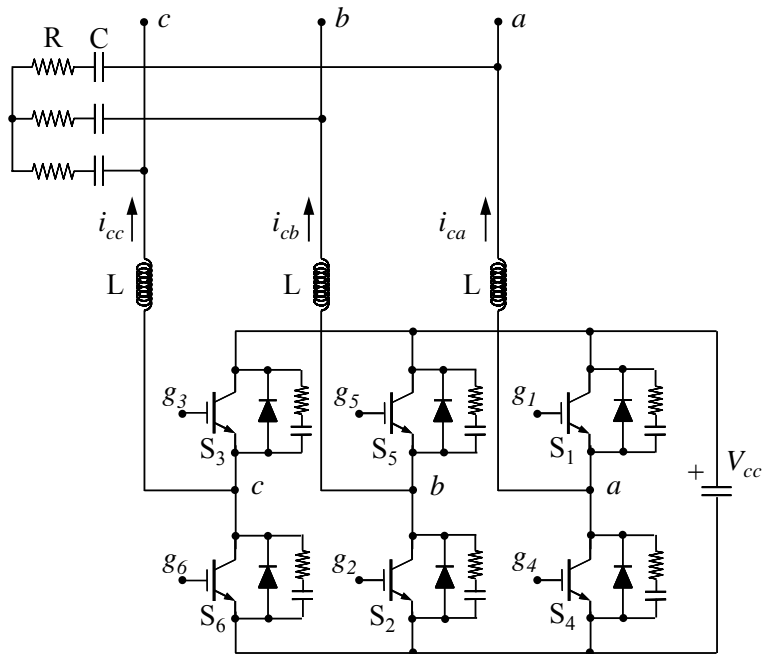 c b a
R C
i_cc i_cb i_ca
L L L
g_3 g_5 g_1
S_3 S_5 S_1
+ V_cc
c b a
g_6 g_2 g_4
S_6 S_2 S_4